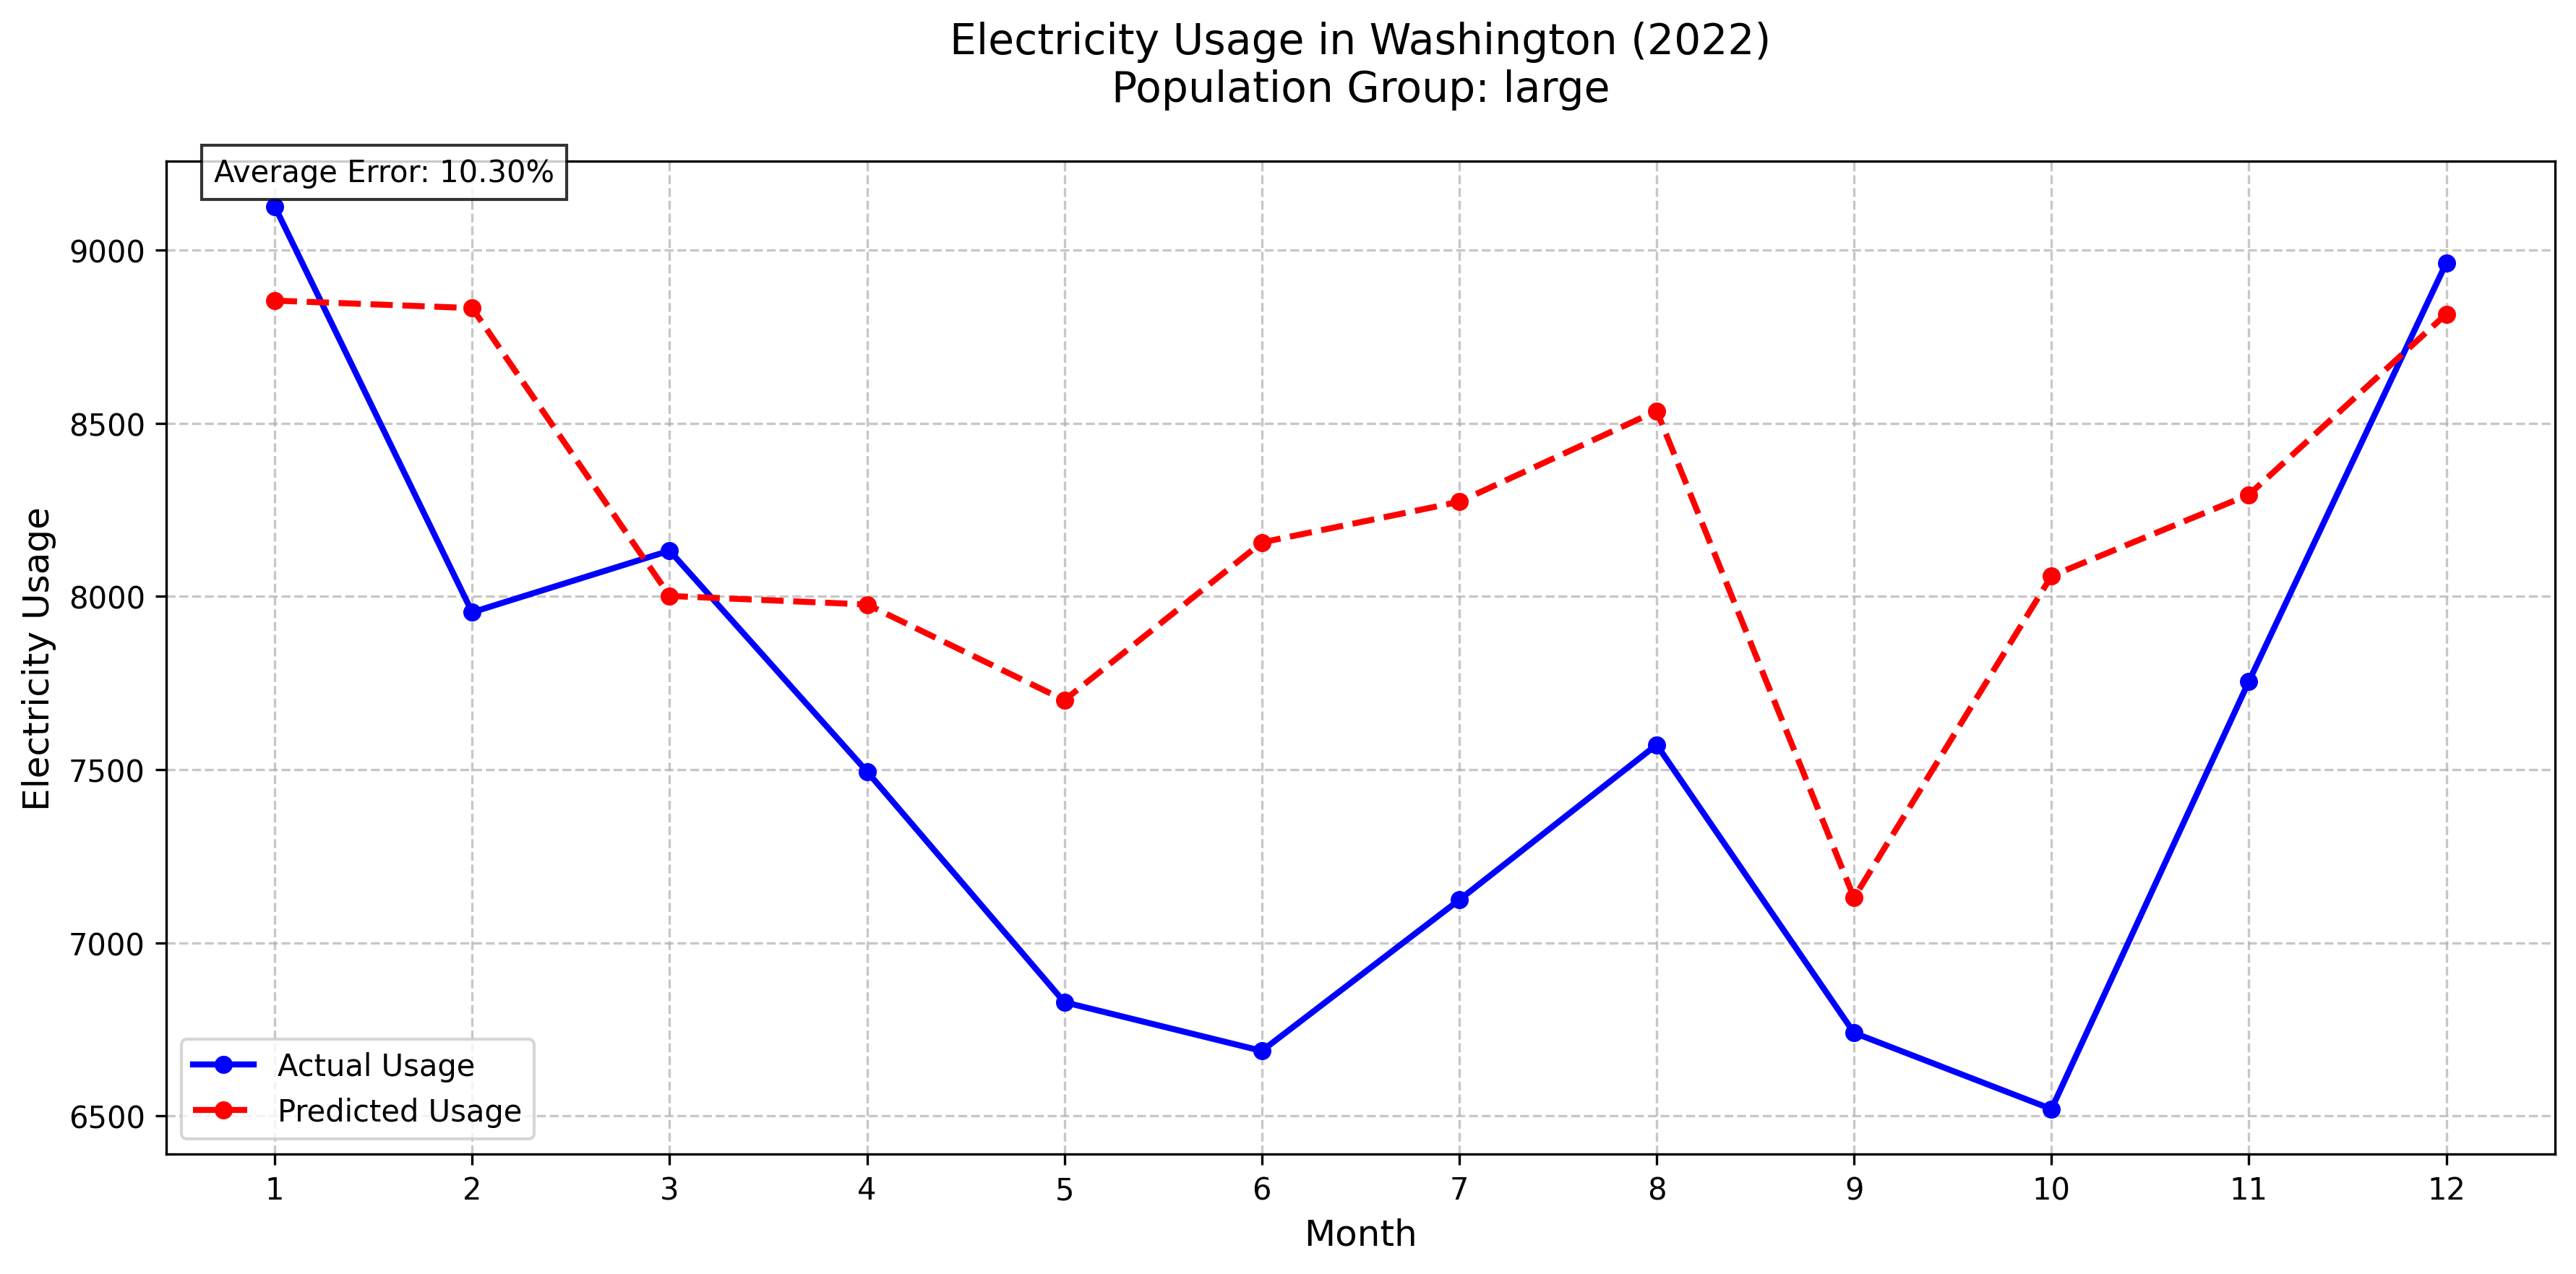 Electricity Usage in Washington (2022)
Population Group: large
Average Error: 10.30%
Electricity Usage
9000
8500
8000
7500
7000
6500
Actual Usage
Predicted Usage
1 2 3 4 5 6 7 8 9 10 11 12
Month